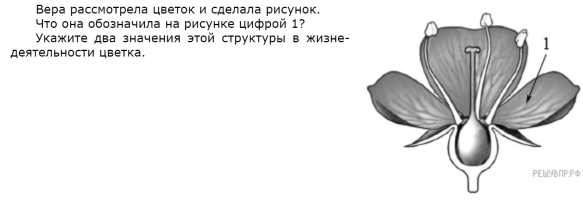 Вера рассмотрела цветок и сделала рисунок.
Что она обозначила на рисунке цифрой 1?
Укажите два значения этой структуры в жизне-
деятельности цветка.
1
РЕШУВПР.РФ